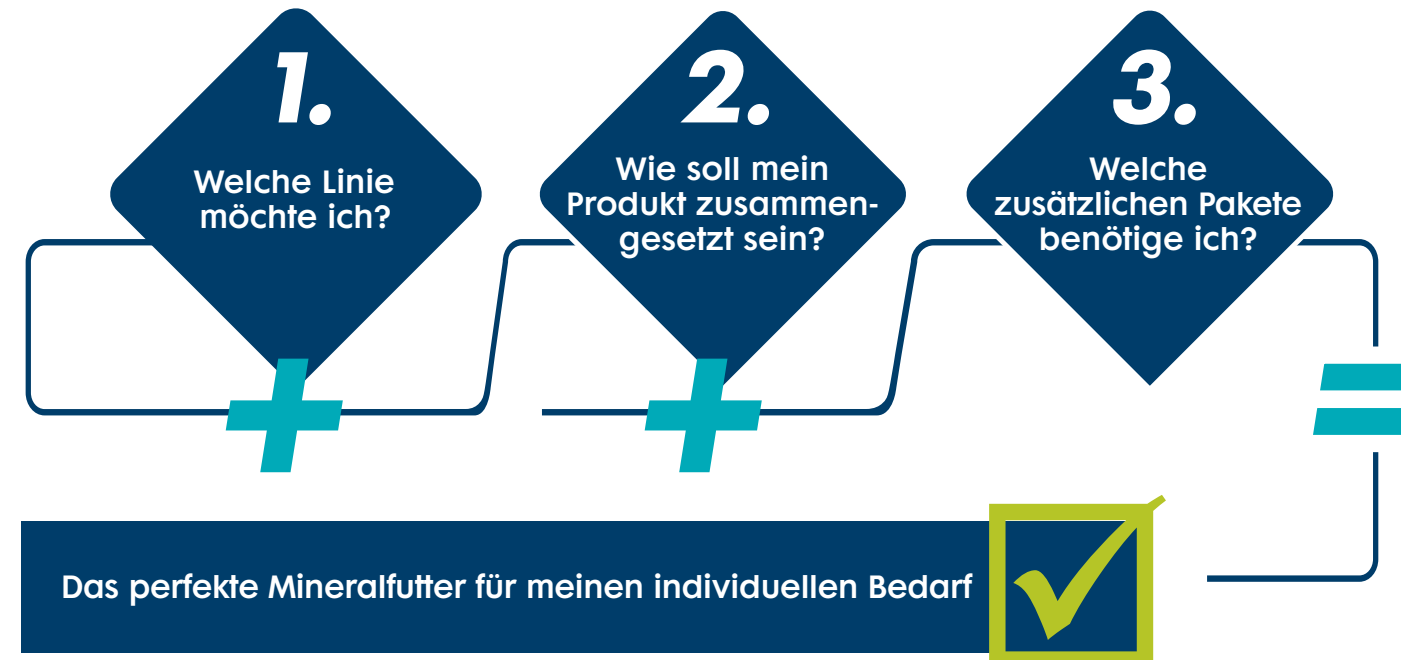 1.
Welche Linie
möchte ich?
2.
Wie soll mein
Produkt zusammen-
gesetzt sein?
3.
Welche
zusätzlichen Pakete
benötige ich?
Das perfekte Mineralfutter für meinen individuellen Bedarf